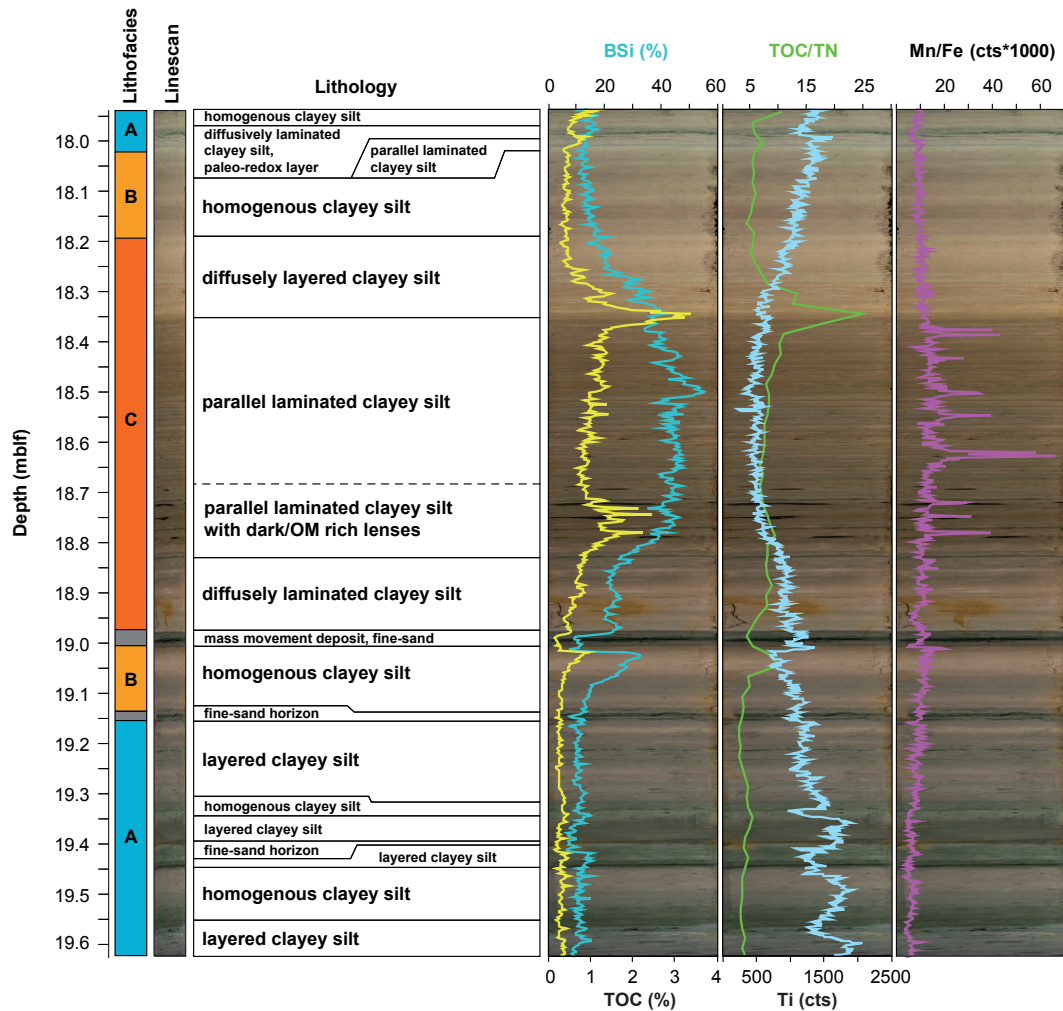 Lithofacies
Linescan
Lithology
BSi (%)
TOC/TN
Mn/Fe (cts*1000)
0 10 20 30 40 50 60
5 15 25
0 20 40 60
Depth (mblf)
18.0
18.1
18.2
18.3
18.4
18.5
18.6
18.7
18.8
18.9
19.0
19.1
19.2
19.3
19.4
19.5
19.6
A
B
C
B
A
homogenous clayey silt
diffusively laminated
clayey silt,
paleo-redox layer
parallel laminated
clayey silt
homogenous clayey silt
diffusely layered clayey silt
parallel laminated clayey silt
parallel laminated clayey silt
with dark/OM rich lenses
diffusely laminated clayey silt
mass movement deposit, fine-sand
homogenous clayey silt
fine-sand horizon
layered clayey silt
homogenous clayey silt
layered clayey silt
fine-sand horizon
layered clayey silt
homogenous clayey silt
layered clayey silt
0 1 2 3 4
500 1500 2500
TOC (%)
Ti (cts)